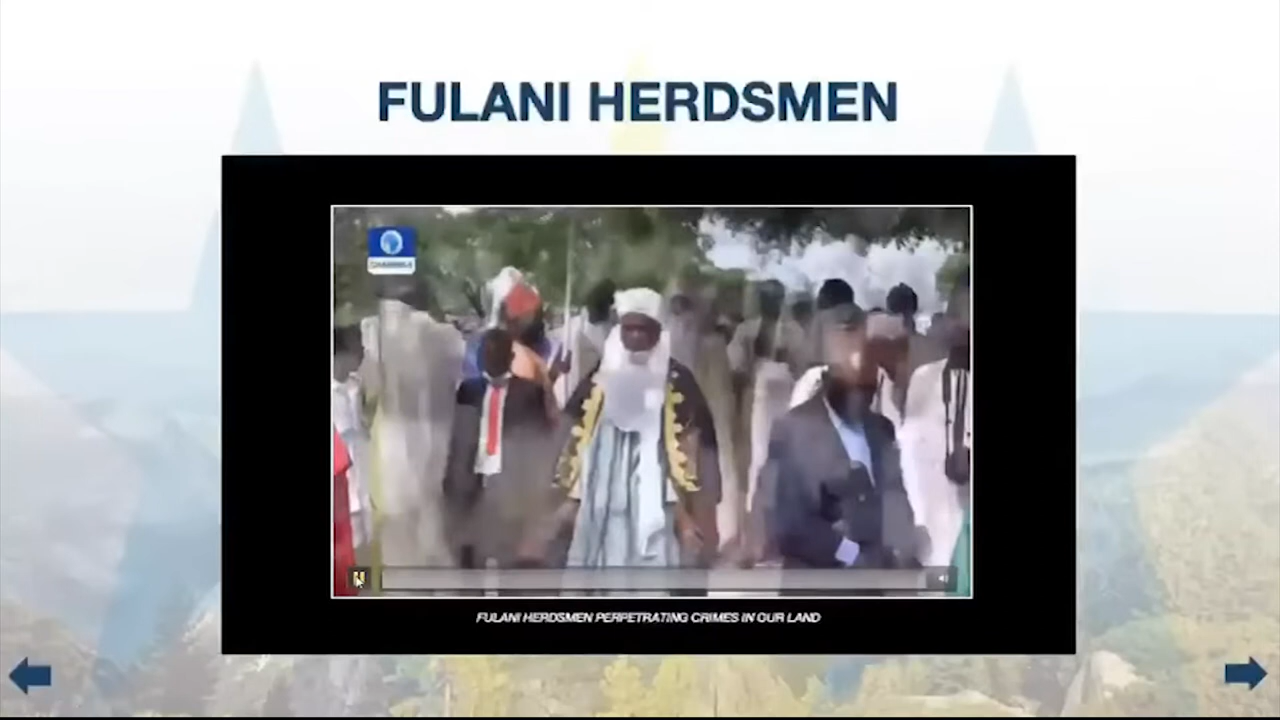 FULANI HERDSMEN
CHANNELS
FULANI HERDSMEN PERPETRATING CRIMES IN OUR LAND